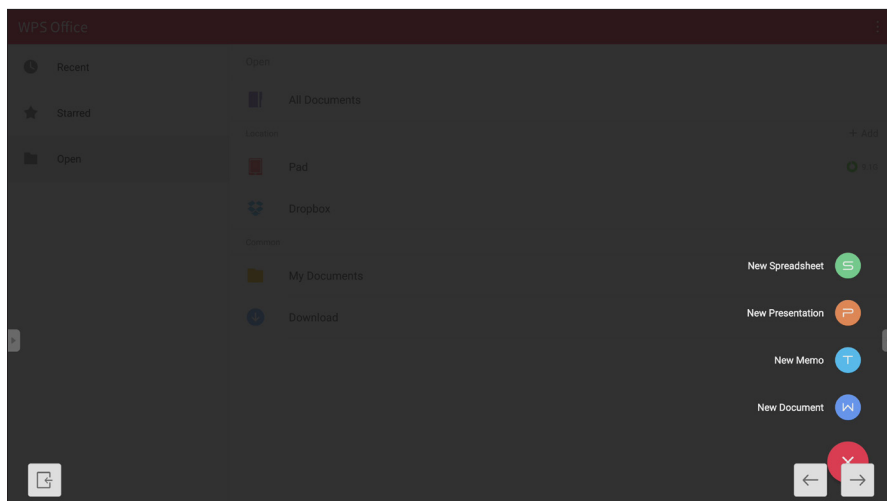 WPS Office
Recent
Starred
Open
Open
All Documents
Location
+ Add
Pad
Dropbox
Common
My Documents
Download
New Spreadsheet
New Presentation
New Memo
New Document